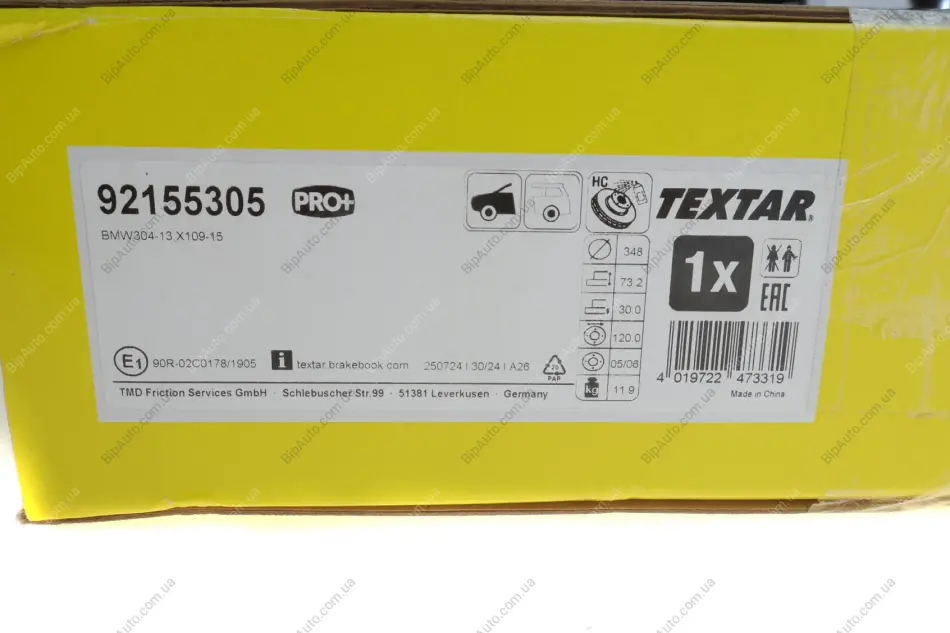 92155305 PRO+
BMW304-13 X109-15
HC
TEXTAR®
348
73.2
30.0
120.0
05/06
kg 11.9
1x
EAC
E1 90R-02C0178/1905
i textar.brakebook.com
250724 | 30/24 | A26
20
PAP
TMD Friction Services GmbH · Schlebuscher Str.99 · 51381 Leverkusen · Germany
4 019722 473319
Made in China
BipAuto.com.ua